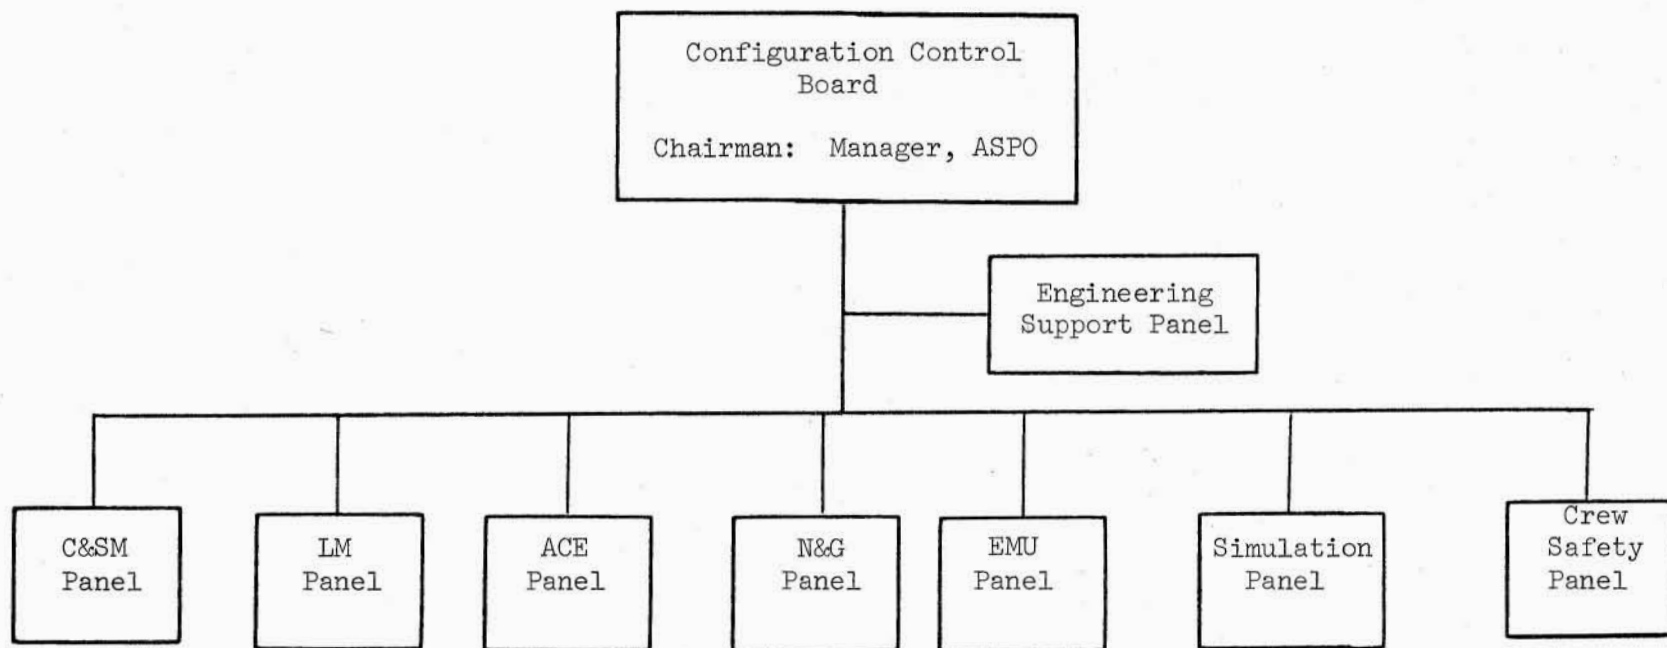 Configuration Control
Board
Chairman: Manager, ASPO
Engineering
Support Panel
C&SM
Panel
LM
Panel
ACE
Panel
N&G
Panel
EMU
Panel
Simulation
Panel
Crew
Safety
Panel